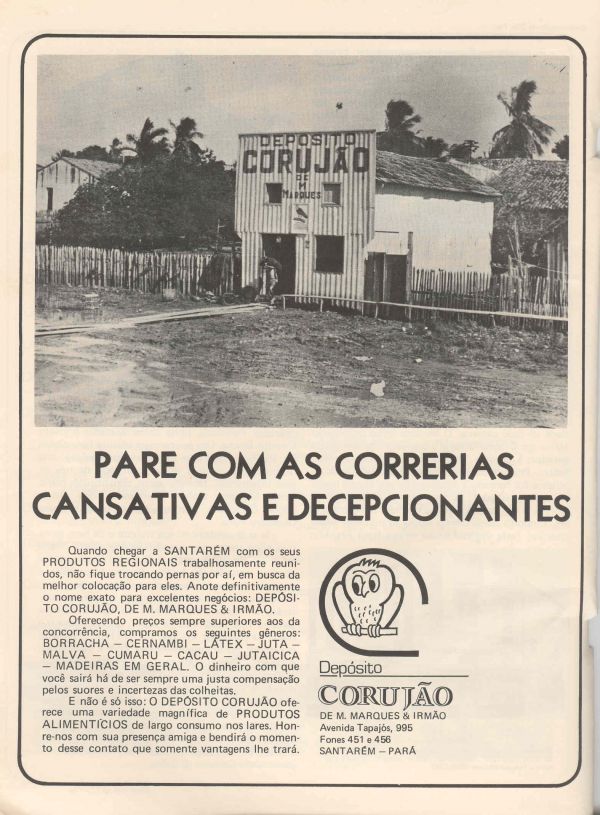 DEPÓSITO
CORUJÃO
DE
M
MARQUES
PARE COM AS CORRERIAS
CANSATIVAS E DECEPCIONANTES
Quando chegar a SANTARÉM com os seus
PRODUTOS REGIONAIS trabalhosamente reuni-
dos, não fique trocando pernas por aí, em busca da
melhor colocação para eles. Anote definitivamente
o nome exato para excelentes negócios: DEPÓSI-
TO CORUJÃO, DE M. MARQUES & IRMÃO.
Oferecendo preços sempre superiores aos da
concorrência, compramos os seguintes gêneros:
BORRACHA — CERNAMBI — LÁTEX — JUTA —
MALVA — CUMARU — CACAU — JUTAICICA
— MADEIRAS EM GERAL. O dinheiro com que
você sairá há de ser sempre uma justa compensação
pelos suores e incertezas das colheitas.
E não é só isso: O DEPÓSITO CORUJÃO ofe-
rece uma variedade magnífica de PRODUTOS
ALIMENTÍCIOS de largo consumo nos lares. Hon-
re-nos com sua presença amiga e bendirá o momen-
to desse contato que somente vantagens lhe trará.
Depósito
CORUJÃO
DE M. MARQUES & IRMÃO
Avenida Tapajós, 995
Fones 451 e 456
SANTARÉM — PARÁ